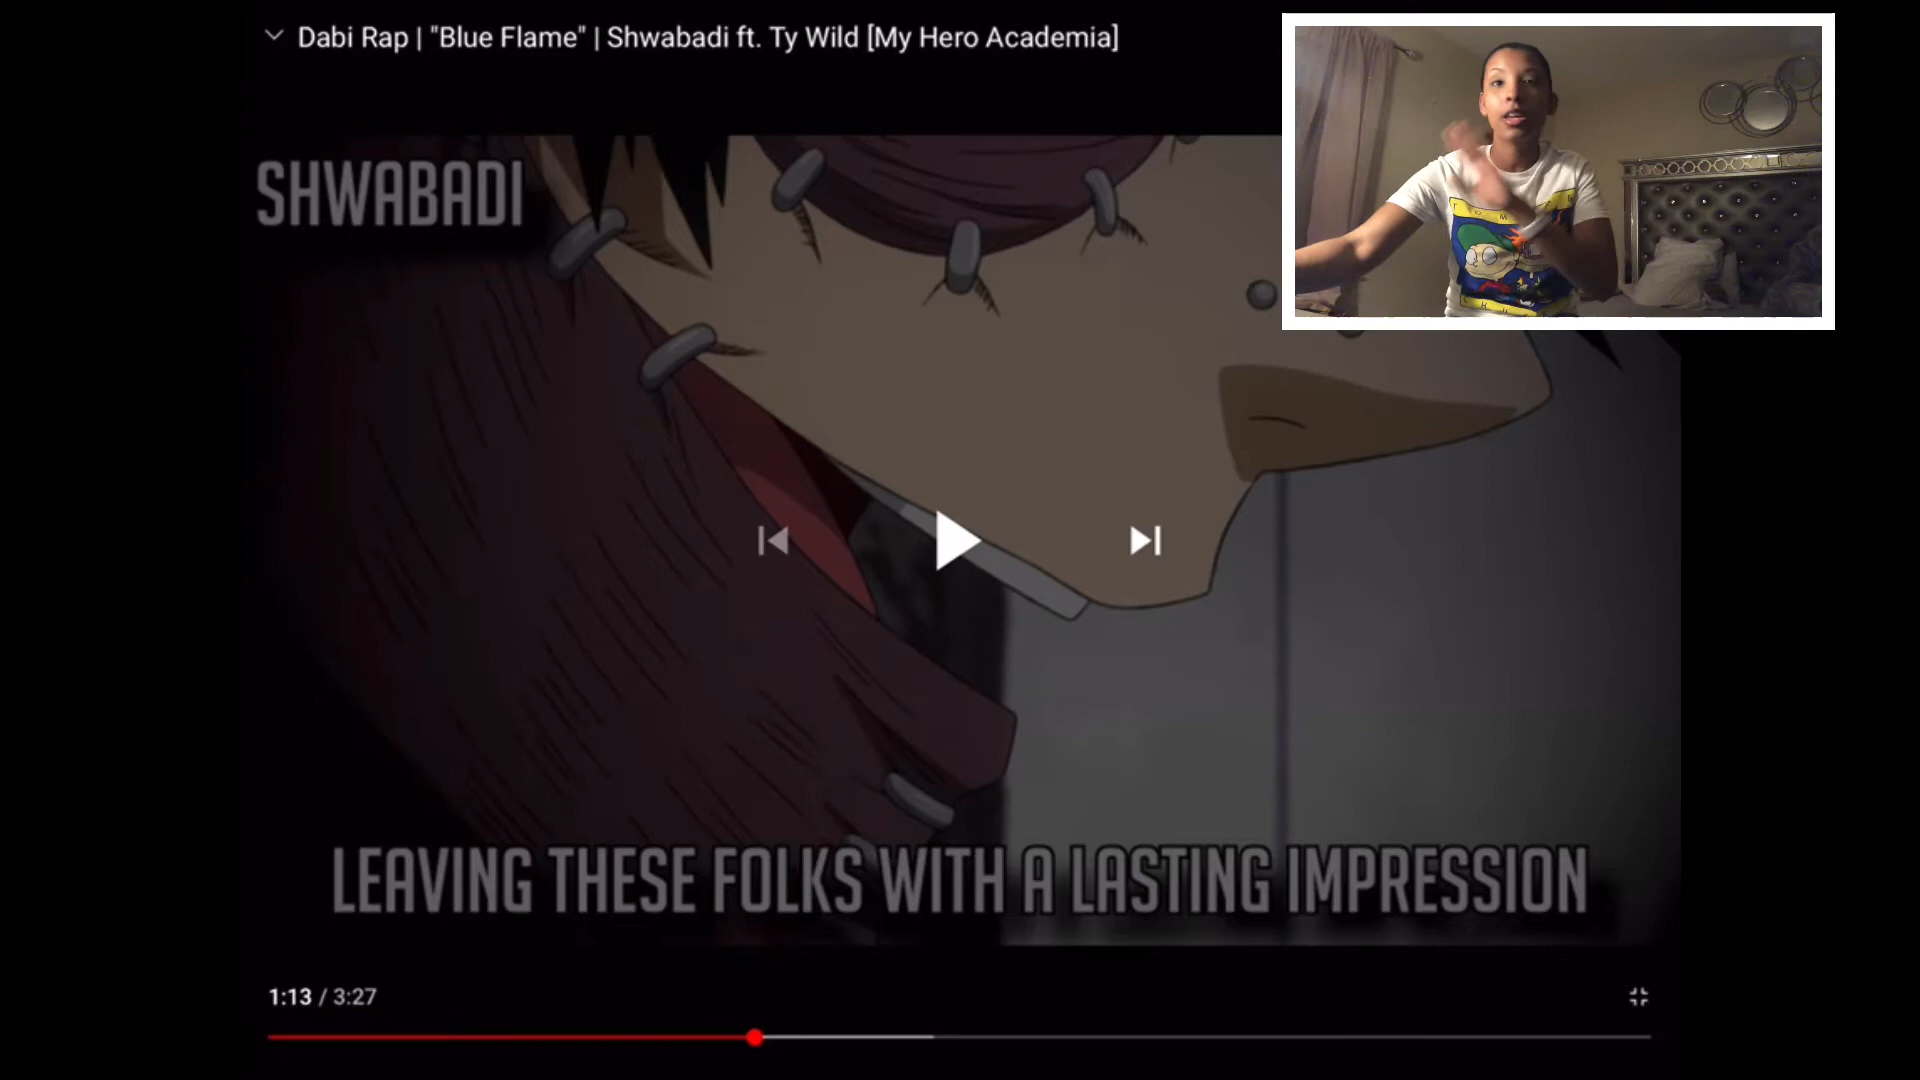 Dabi Rap | "Blue Flame" | Shwabadi ft. Ty Wild [My Hero Academia]
SHWABADI
LEAVING THESE FOLKS WITH A LASTING IMPRESSION
1:13 / 3:27